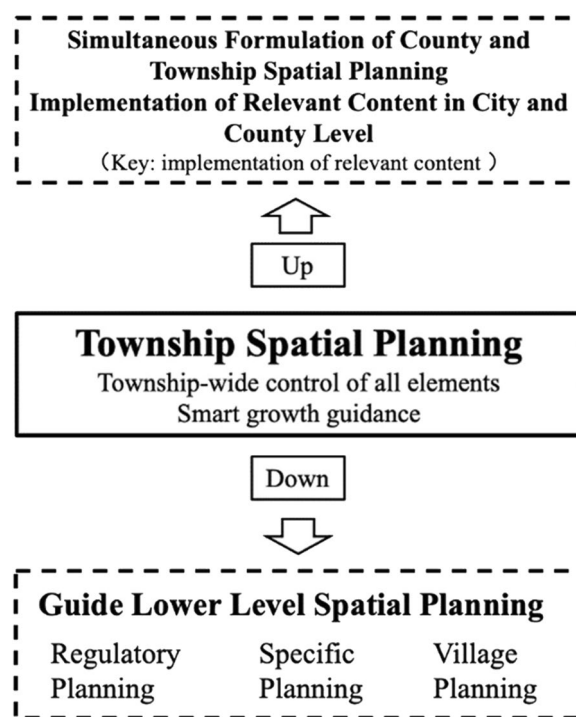 Simultaneous Formulation of County and
Township Spatial Planning
Implementation of Relevant Content in City and
County Level
（Key: implementation of relevant content ）
Up
Township Spatial Planning
Township-wide control of all elements
Smart growth guidance
Down
Guide Lower Level Spatial Planning
Regulatory Planning
Specific Planning
Village Planning